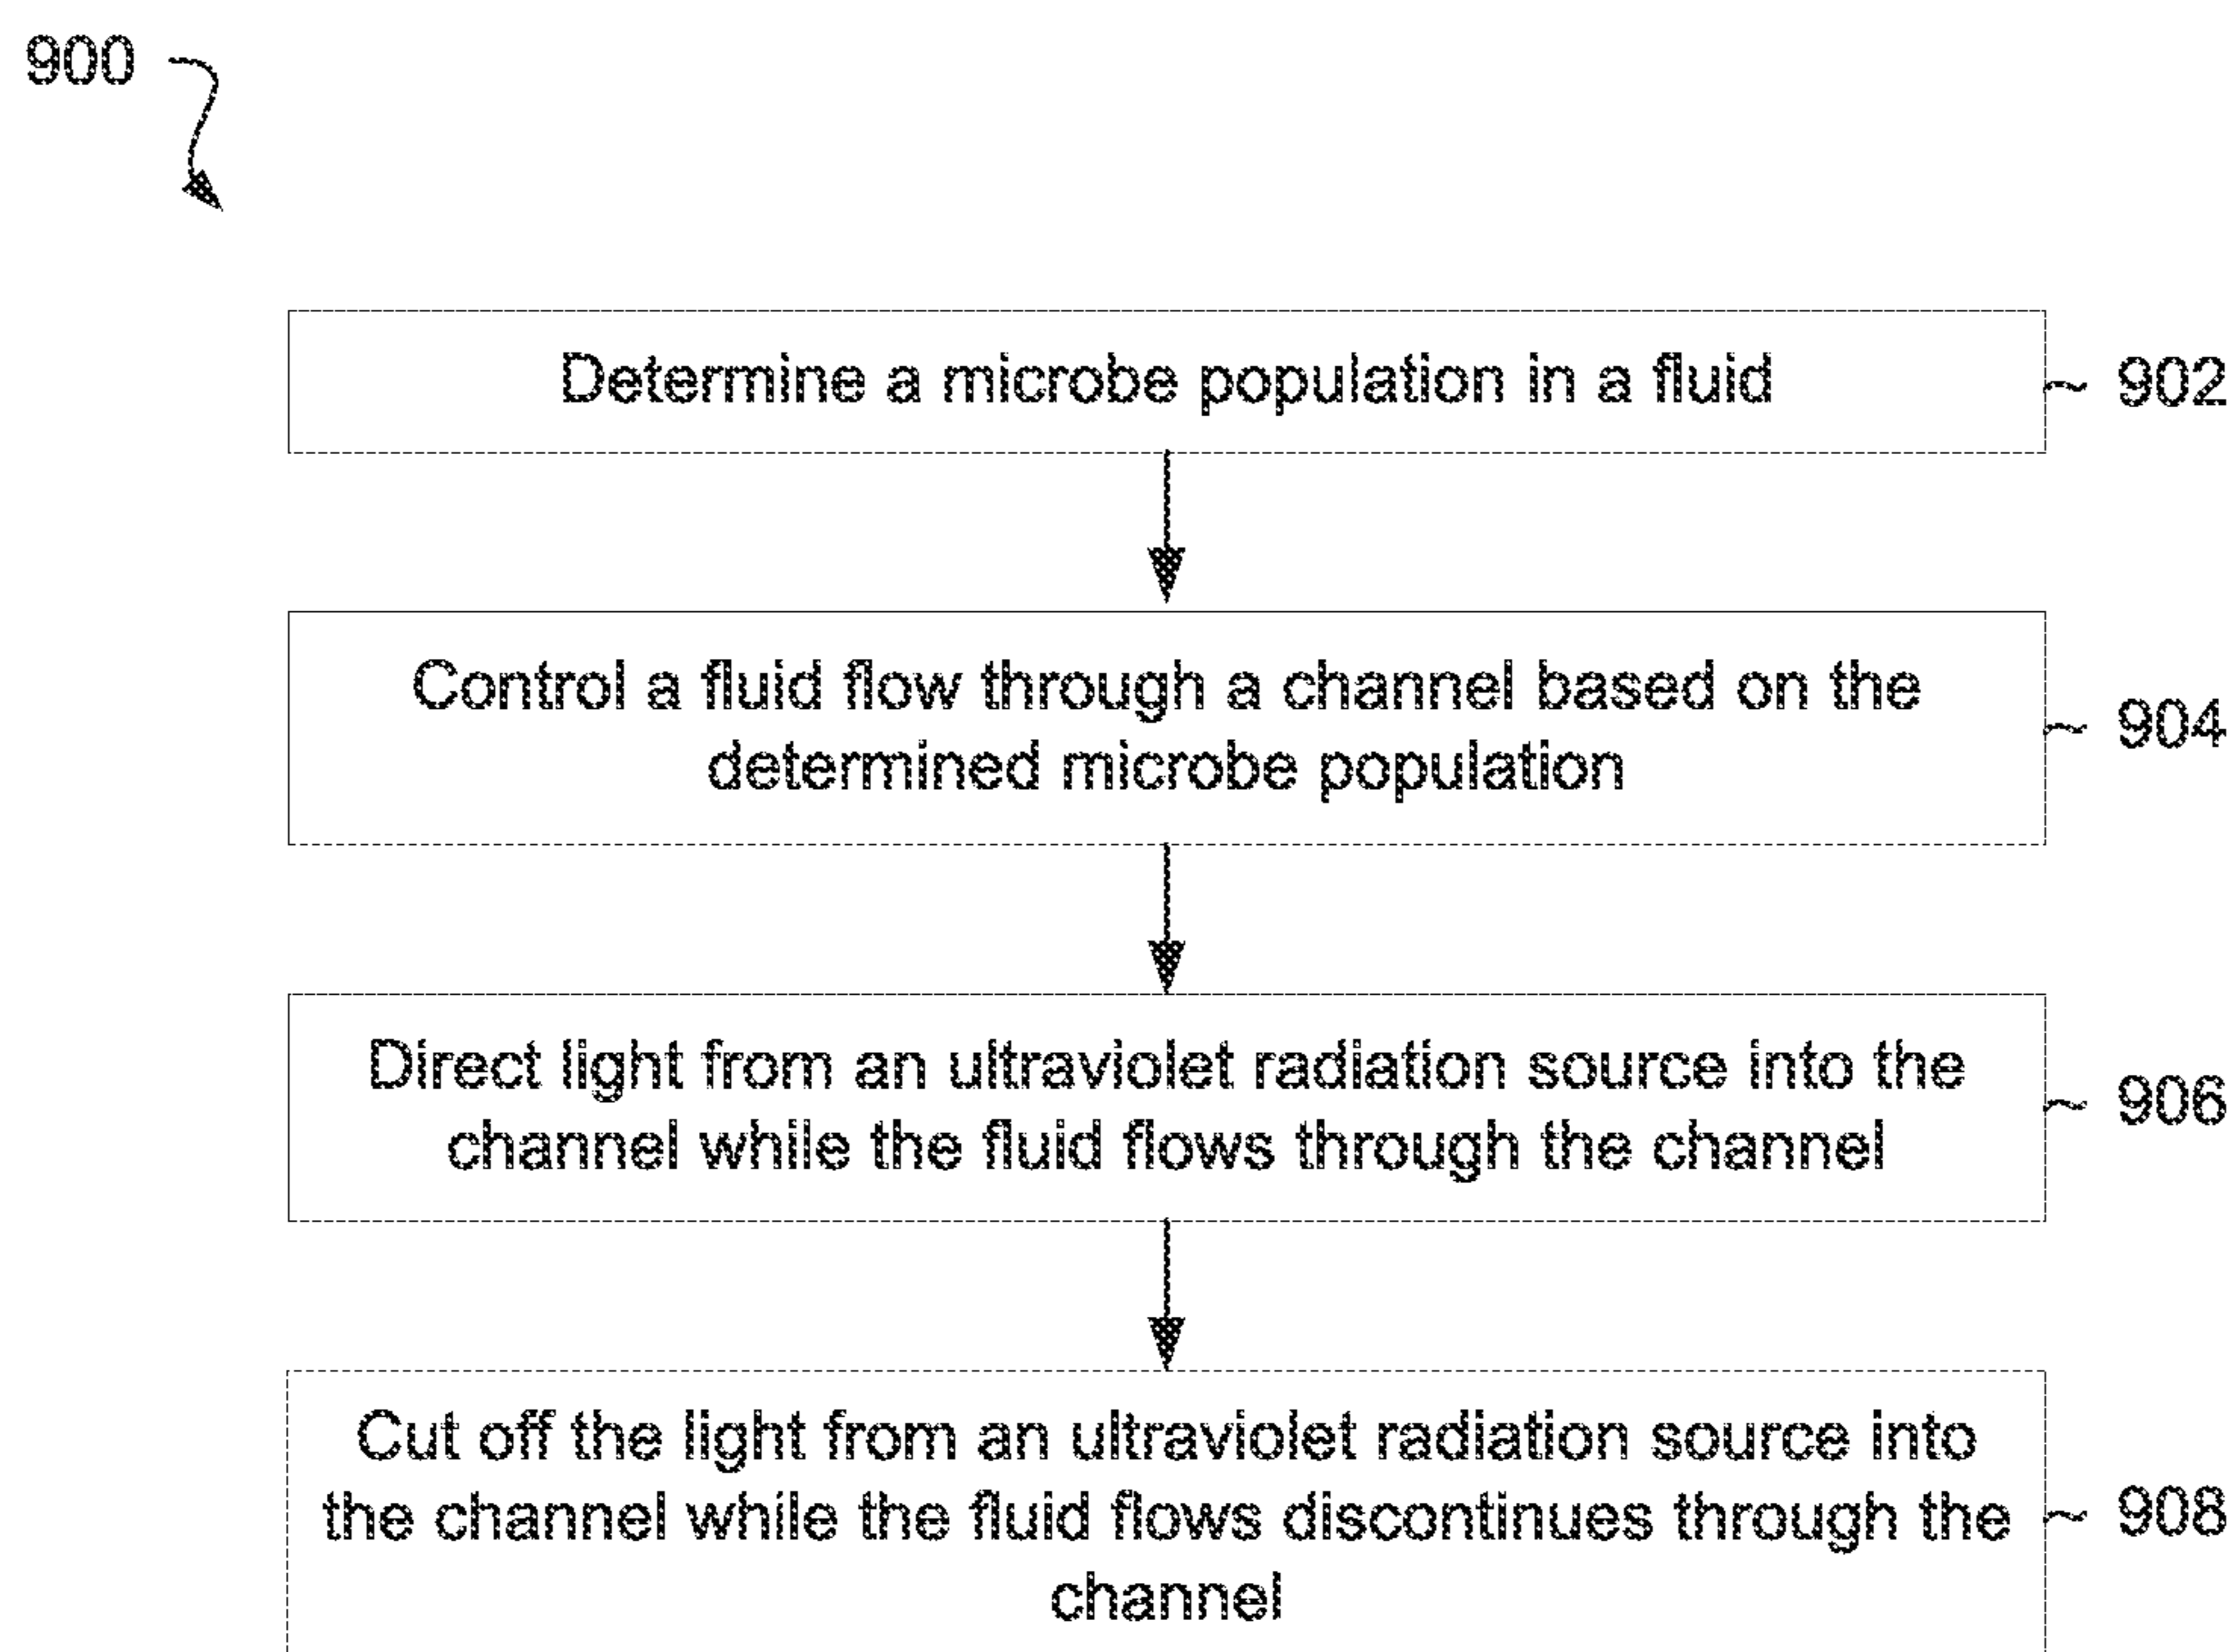 900
Determine a microbe population in a fluid
902
Control a fluid flow through a channel based on the
determined microbe population
904
Direct light from an ultraviolet radiation source into the
channel while the fluid flows through the channel
906
Cut off the light from an ultraviolet radiation source into
the channel while the fluid flows discontinues through the
channel
908